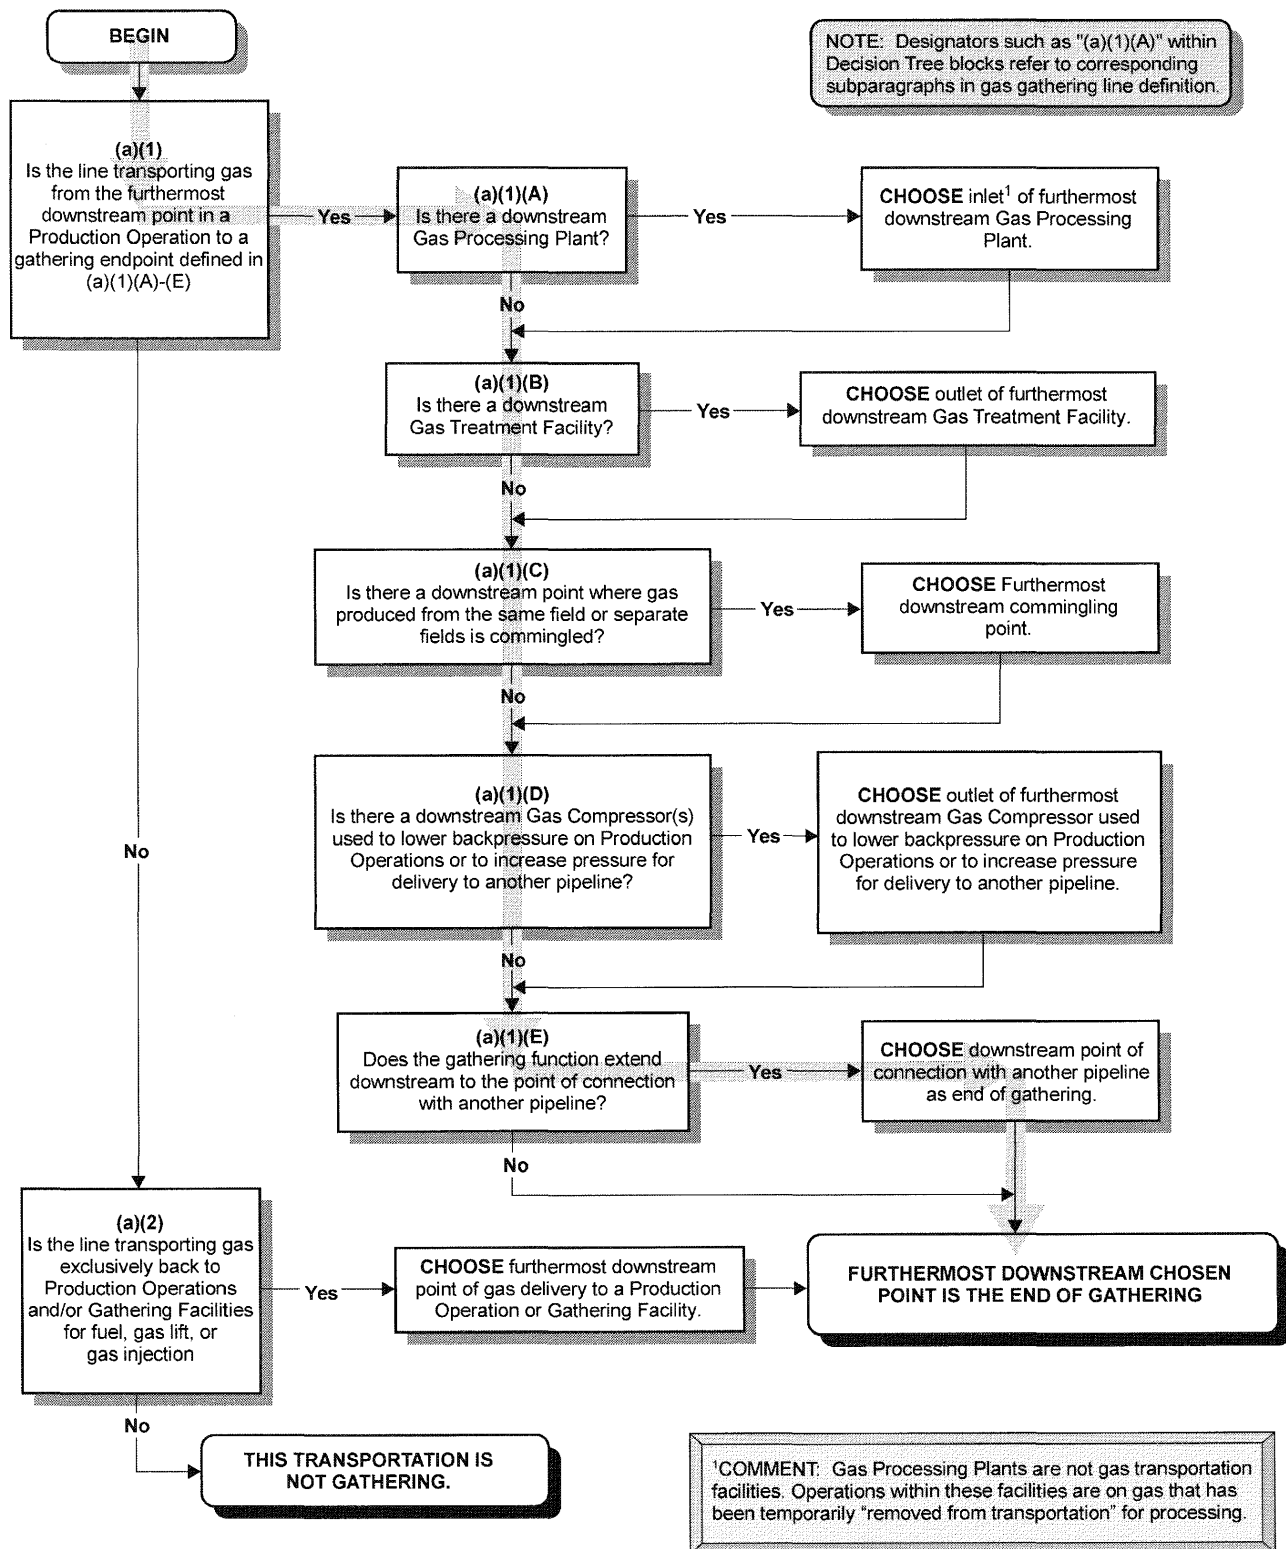 BEGIN
NOTE: Designators such as "(a)(1)(A)" within
Decision Tree blocks refer to corresponding
subparagraphs in gas gathering line definition.
(a)(1)
Is the line transporting gas
from the furthermost
downstream point in a
Production Operation to a
gathering endpoint defined in
(a)(1)(A)-(E)
Yes
(a)(1)(A)
Is there a downstream
Gas Processing Plant?
Yes
CHOOSE inlet¹ of furthermost
downstream Gas Processing
Plant.
No
(a)(1)(B)
Is there a downstream
Gas Treatment Facility?
Yes
CHOOSE outlet of furthermost
downstream Gas Treatment Facility.
No
(a)(1)(C)
Is there a downstream point where gas
produced from the same field or separate
fields is commingled?
Yes
CHOOSE Furthermost
downstream commingling
point.
No
(a)(1)(D)
Is there a downstream Gas Compressor(s)
used to lower backpressure on Production
Operations or to increase pressure for
delivery to another pipeline?
Yes
CHOOSE outlet of furthermost
downstream Gas Compressor used
to lower backpressure on Production
Operations or to increase pressure
for delivery to another pipeline.
No
No
(a)(1)(E)
Does the gathering function extend
downstream to the point of connection
with another pipeline?
Yes
CHOOSE downstream point of
connection with another pipeline
as end of gathering.
No
(a)(2)
Is the line transporting gas
exclusively back to
Production Operations
and/or Gathering Facilities
for fuel, gas lift, or
gas injection
Yes
CHOOSE furthermost downstream
point of gas delivery to a Production
Operation or Gathering Facility.
FURTHERMOST DOWNSTREAM CHOSEN
POINT IS THE END OF GATHERING
No
THIS TRANSPORTATION IS
NOT GATHERING.
¹COMMENT: Gas Processing Plants are not gas transportation
facilities. Operations within these facilities are on gas that has
been temporarily "removed from transportation" for processing.